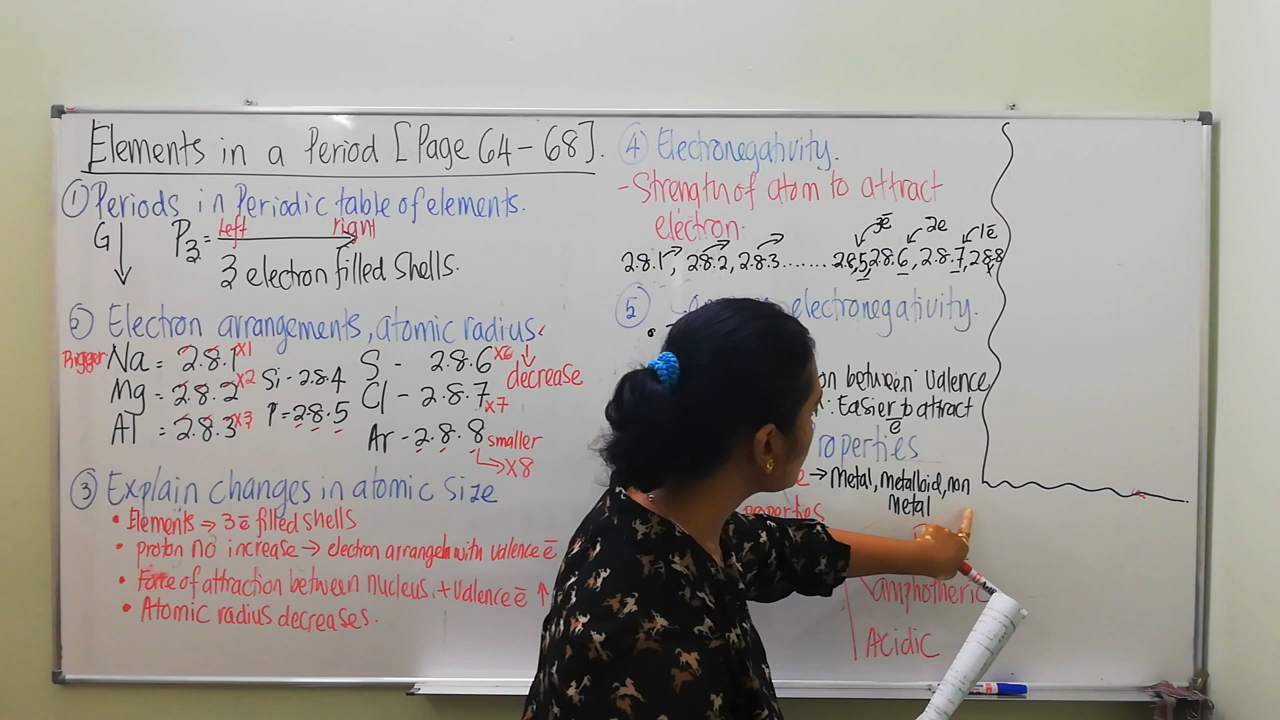 Elements in a Period [Page 64-68].
① Periods in Periodic table of elements.
G
P3 =
left
right
3 electron filled shells.
② Electron arrangements, atomic radius
Bigger
Na = 2.8.1 x1
Mg = 2.8.2 x2
Al = 2.8.3 x3
Si - 2.8.4
P = 2.8.5
S - 2.8.6 x6
Cl - 2.8.7 x7
Ar - 2.8.8 smaller
x8
decrease
③ Explain changes in atomic size
• Elements → 3ē filled shells
• proton no increase → electron arrangeh with valence ē
• Force of attraction between nucleus + valence ē ↑
• Atomic radius decreases.
④ Electronegativity.
- Strength of atom to attract
electron.
3ē
2e
1ē
2.8.1, 2.8.2, 2.8.3........ 2.8.5, 2.8.6, 2.8.7, 2.8.8
⑤ electronegativity.
between valence
: Easier to attract
ē
roperties
→ Metal, metalloid, non
Metal
properties
amphotheric
Acidic